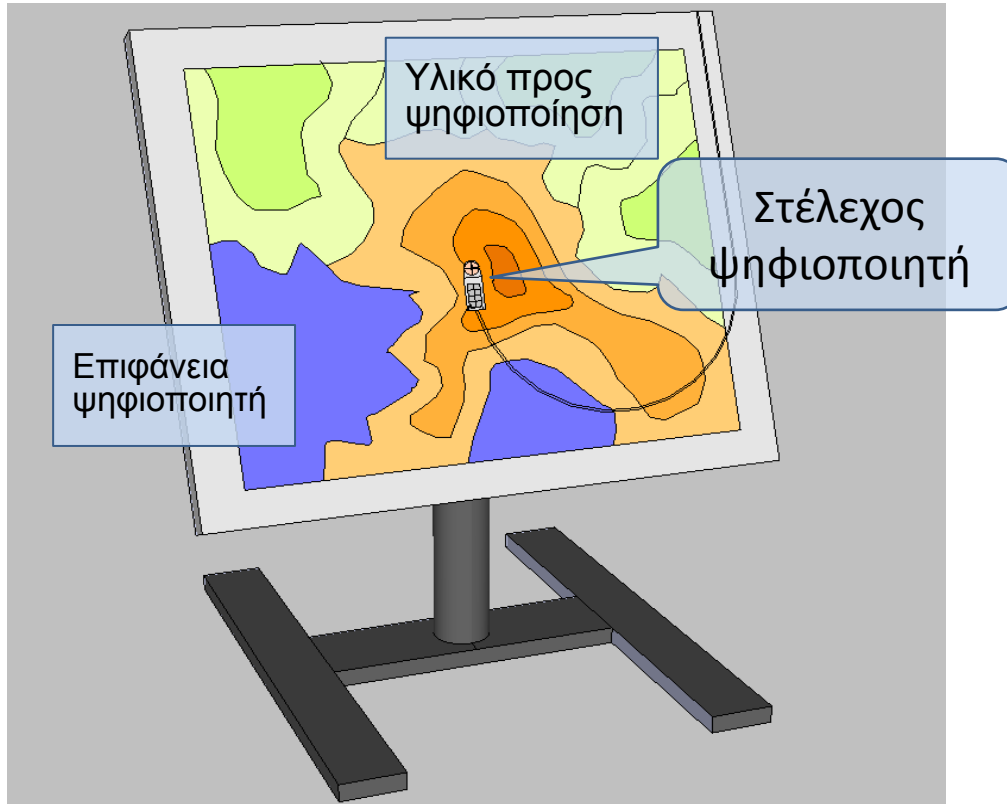 Υλικό προς
ψηφιοποίηση
Στέλεχος
ψηφιοποιητή
Επιφάνεια
ψηφιοποιητή